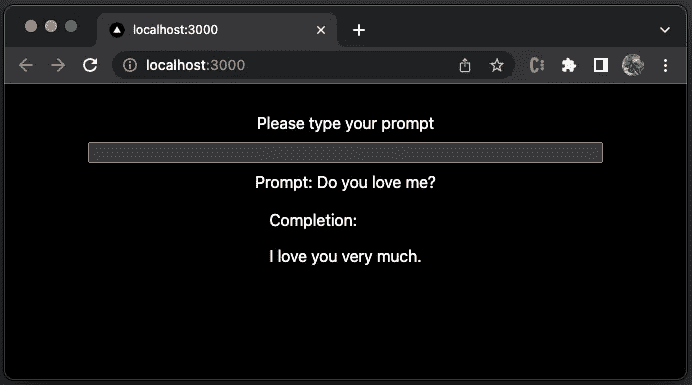 localhost:3000
localhost:3000
Please type your prompt
Prompt: Do you love me?
Completion:
I love you very much.